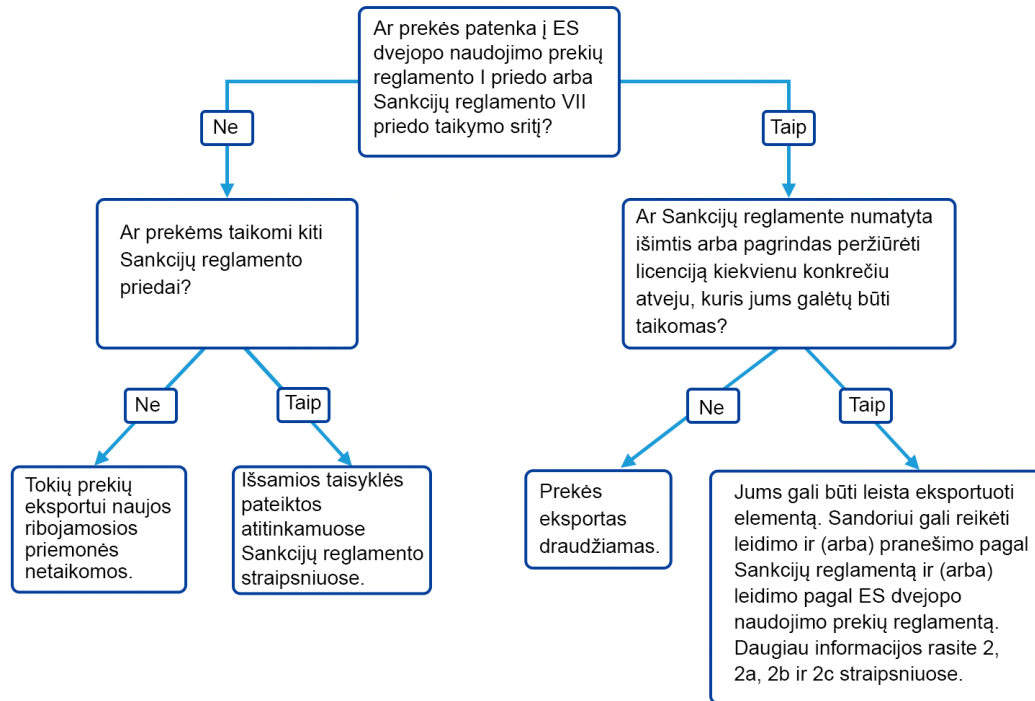 Ar prekės patenka į ES
dvejopo naudojimo prekių
reglamento I priedo arba
Sankcijų reglamento VII
priedo taikymo sritį?
Ne
Taip
Ar prekėms taikomi kiti
Sankcijų reglamento
priedai?
Ar Sankcijų reglamente numatyta
išimtis arba pagrindas peržiūrėti
licenciją kiekvienu konkrečiu
atveju, kuris jums galėtų būti
taikomas?
Ne
Taip
Ne
Taip
Tokių prekių
eksportui naujos
ribojamosios
priemonės
netaikomos.
Išsamios taisyklės
pateiktos
atitinkamuose
Sankcijų reglamento
straipsniuose.
Prekės
eksportas
draudžiamas.
Jums gali būti leista eksportuoti
elementą. Sandoriui gali reikėti
leidimo ir (arba) pranešimo pagal
Sankcijų reglamentą ir (arba)
leidimo pagal ES dvejopo
naudojimo prekių reglamentą.
Daugiau informacijos rasite 2,
2a, 2b ir 2c straipsniuose.